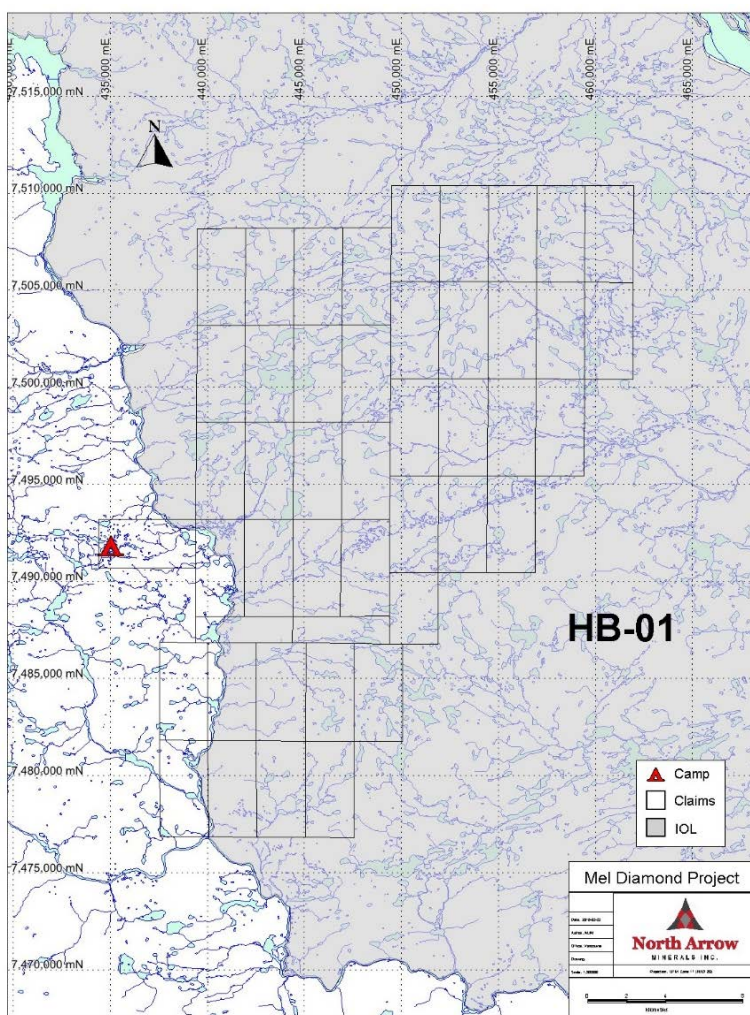 435,000 mE
440,000 mE
445,000 mE
450,000 mE
455,000 mE
460,000 mE
465,000 mE
7,515,000 mN
N
7,510,000 mN
7,505,000 mN
7,500,000 mN
7,495,000 mN
7,490,000 mN
HB-01
7,485,000 mN
7,480,000 mN
Camp
Claims
IOL
7,475,000 mN
Mel Diamond Project
North Arrow
MINERALS INC.
7,470,000 mN